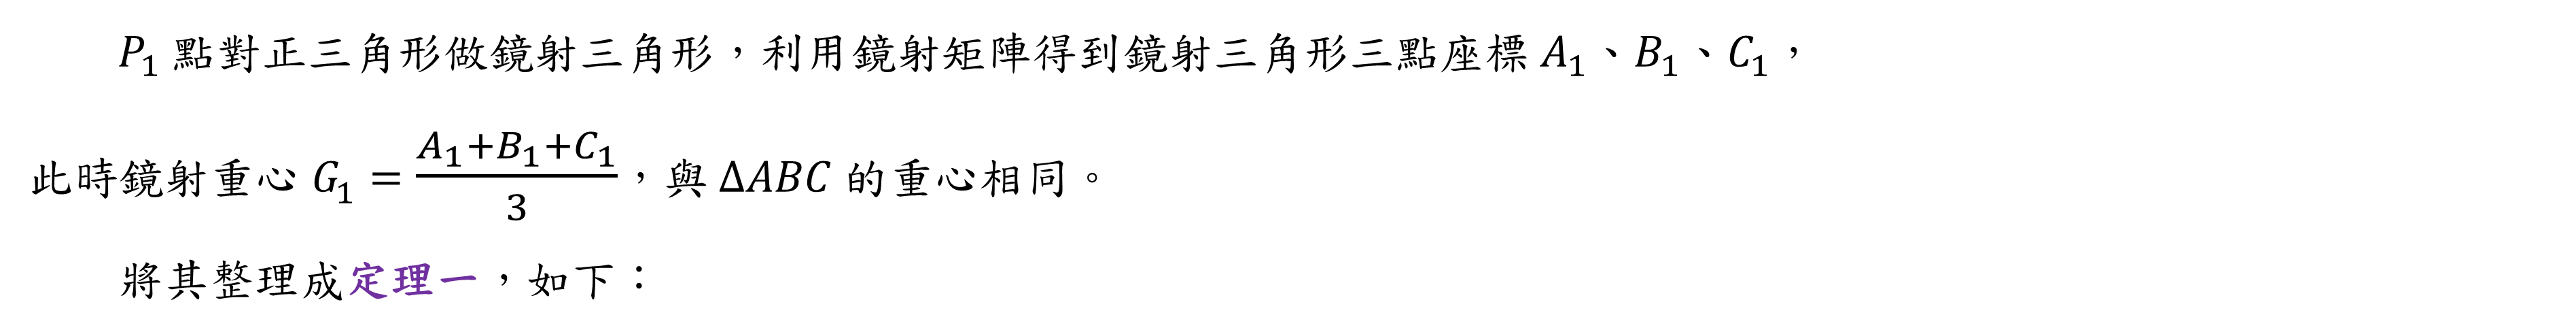 P₁ 點對正三角形做鏡射三角形，利用鏡射矩陣得到鏡射三角形三點座標 A₁、B₁、C₁，
此時鏡射重心 G₁ = (A₁+B₁+C₁)/3，與 ΔABC 的重心相同。
將其整理成定理一，如下：